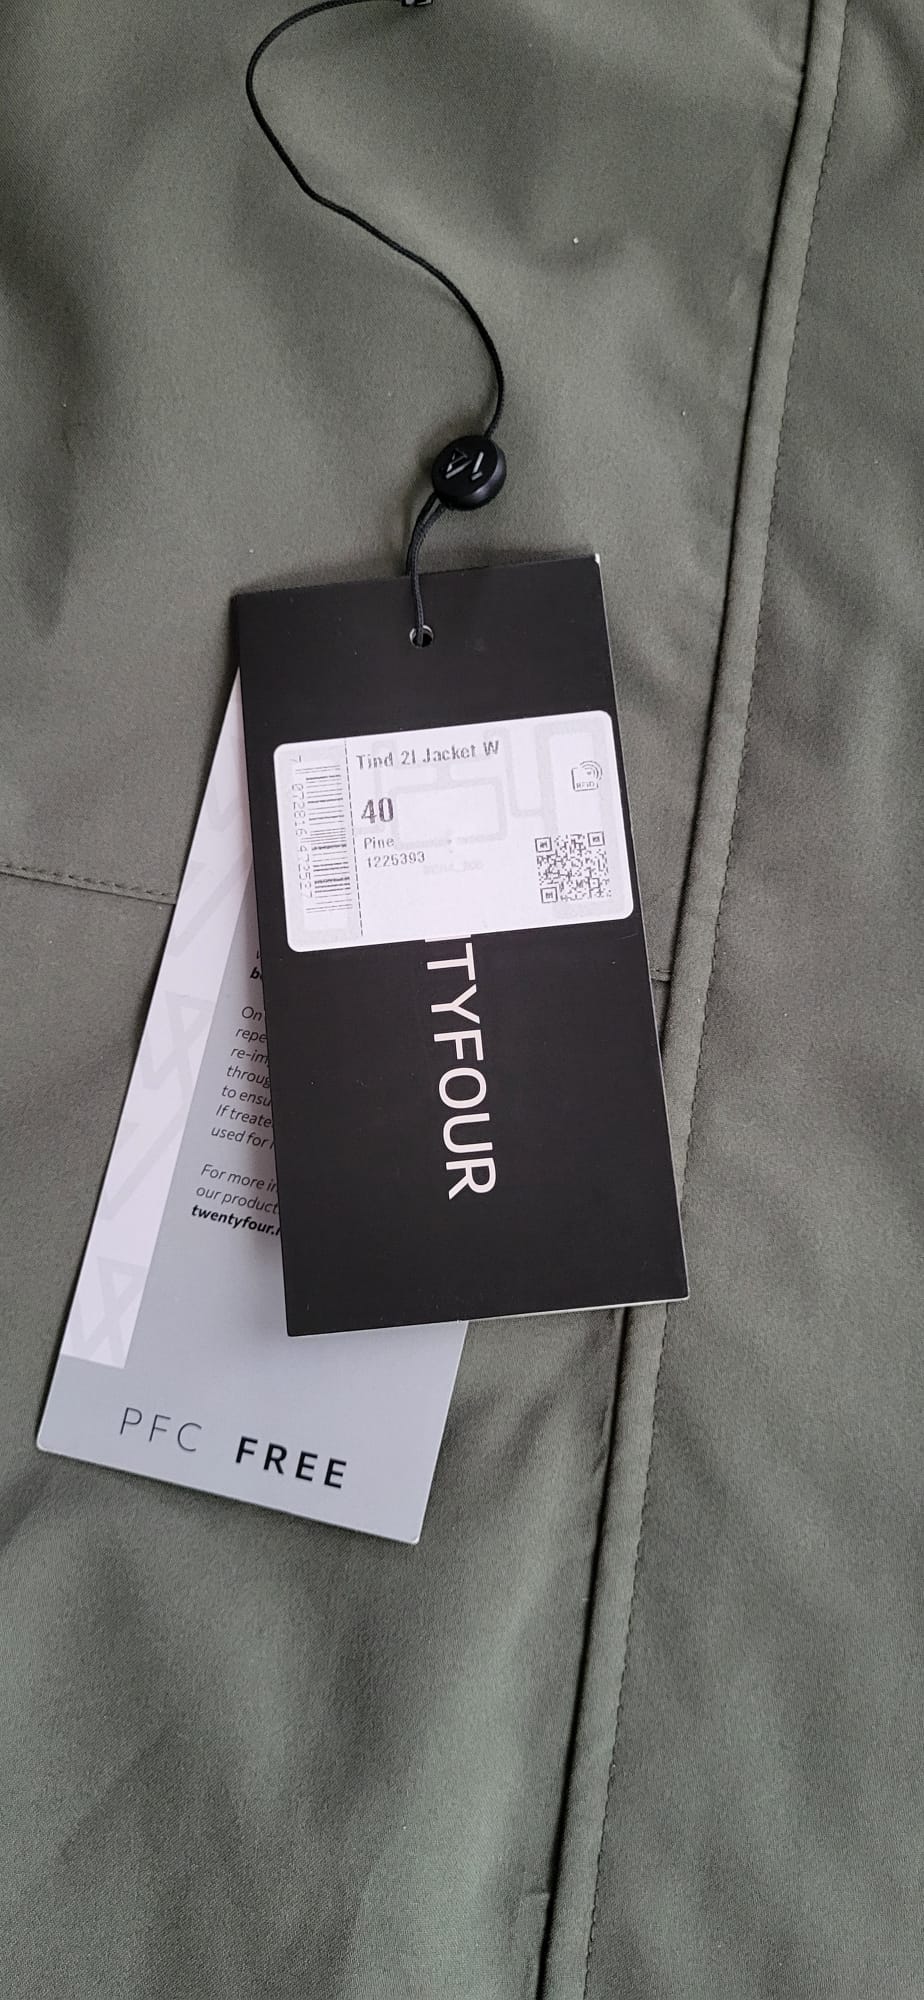 Tind 2l Jacket W
40
Pine
1225393
RFID
TYFOUR
On
repe
re-im
throug
to ensu
If treate
used for
For more in
our product
twentyfour.
PFC FREE